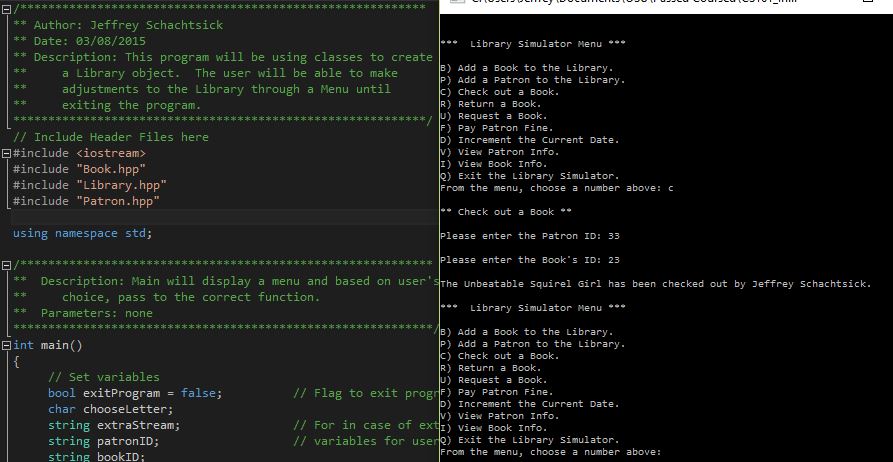 /**********************************************************
** Author: Jeffrey Schachtsick
** Date: 03/08/2015
** Description: This program will be using classes to create
**     a Library object.  The user will be able to make
**     adjustments to the Library through a Menu until
**     exiting the program.
**********************************************************/
// Include Header Files here
#include <iostream>
#include "Book.hpp"
#include "Library.hpp"
#include "Patron.hpp"
using namespace std;
/**********************************************************
**  Description: Main will display a menu and based on user's
**     choice, pass to the correct function.
**  Parameters: none
**********************************************************/
int main()
{
// Set variables
bool exitProgram = false;          // Flag to exit progr
char chooseLetter;
string extraStream;                // For in case of ext
string patronID;                   // variables for user
string bookID;
***  Library Simulator Menu ***
B) Add a Book to the Library.
P) Add a Patron to the Library.
C) Check out a Book.
R) Return a Book.
U) Request a Book.
F) Pay Patron Fine.
D) Increment the Current Date.
V) View Patron Info.
I) View Book Info.
Q) Exit the Library Simulator.
From the menu, choose a number above: c
** Check out a Book **
Please enter the Patron ID: 33
Please enter the Book's ID: 23
The Unbeatable Squirel Girl has been checked out by Jeffrey Schachtsick.
***  Library Simulator Menu ***
B) Add a Book to the Library.
P) Add a Patron to the Library.
C) Check out a Book.
R) Return a Book.
U) Request a Book.
F) Pay Patron Fine.
D) Increment the Current Date.
V) View Patron Info.
I) View Book Info.
Q) Exit the Library Simulator.
From the menu, choose a number above: